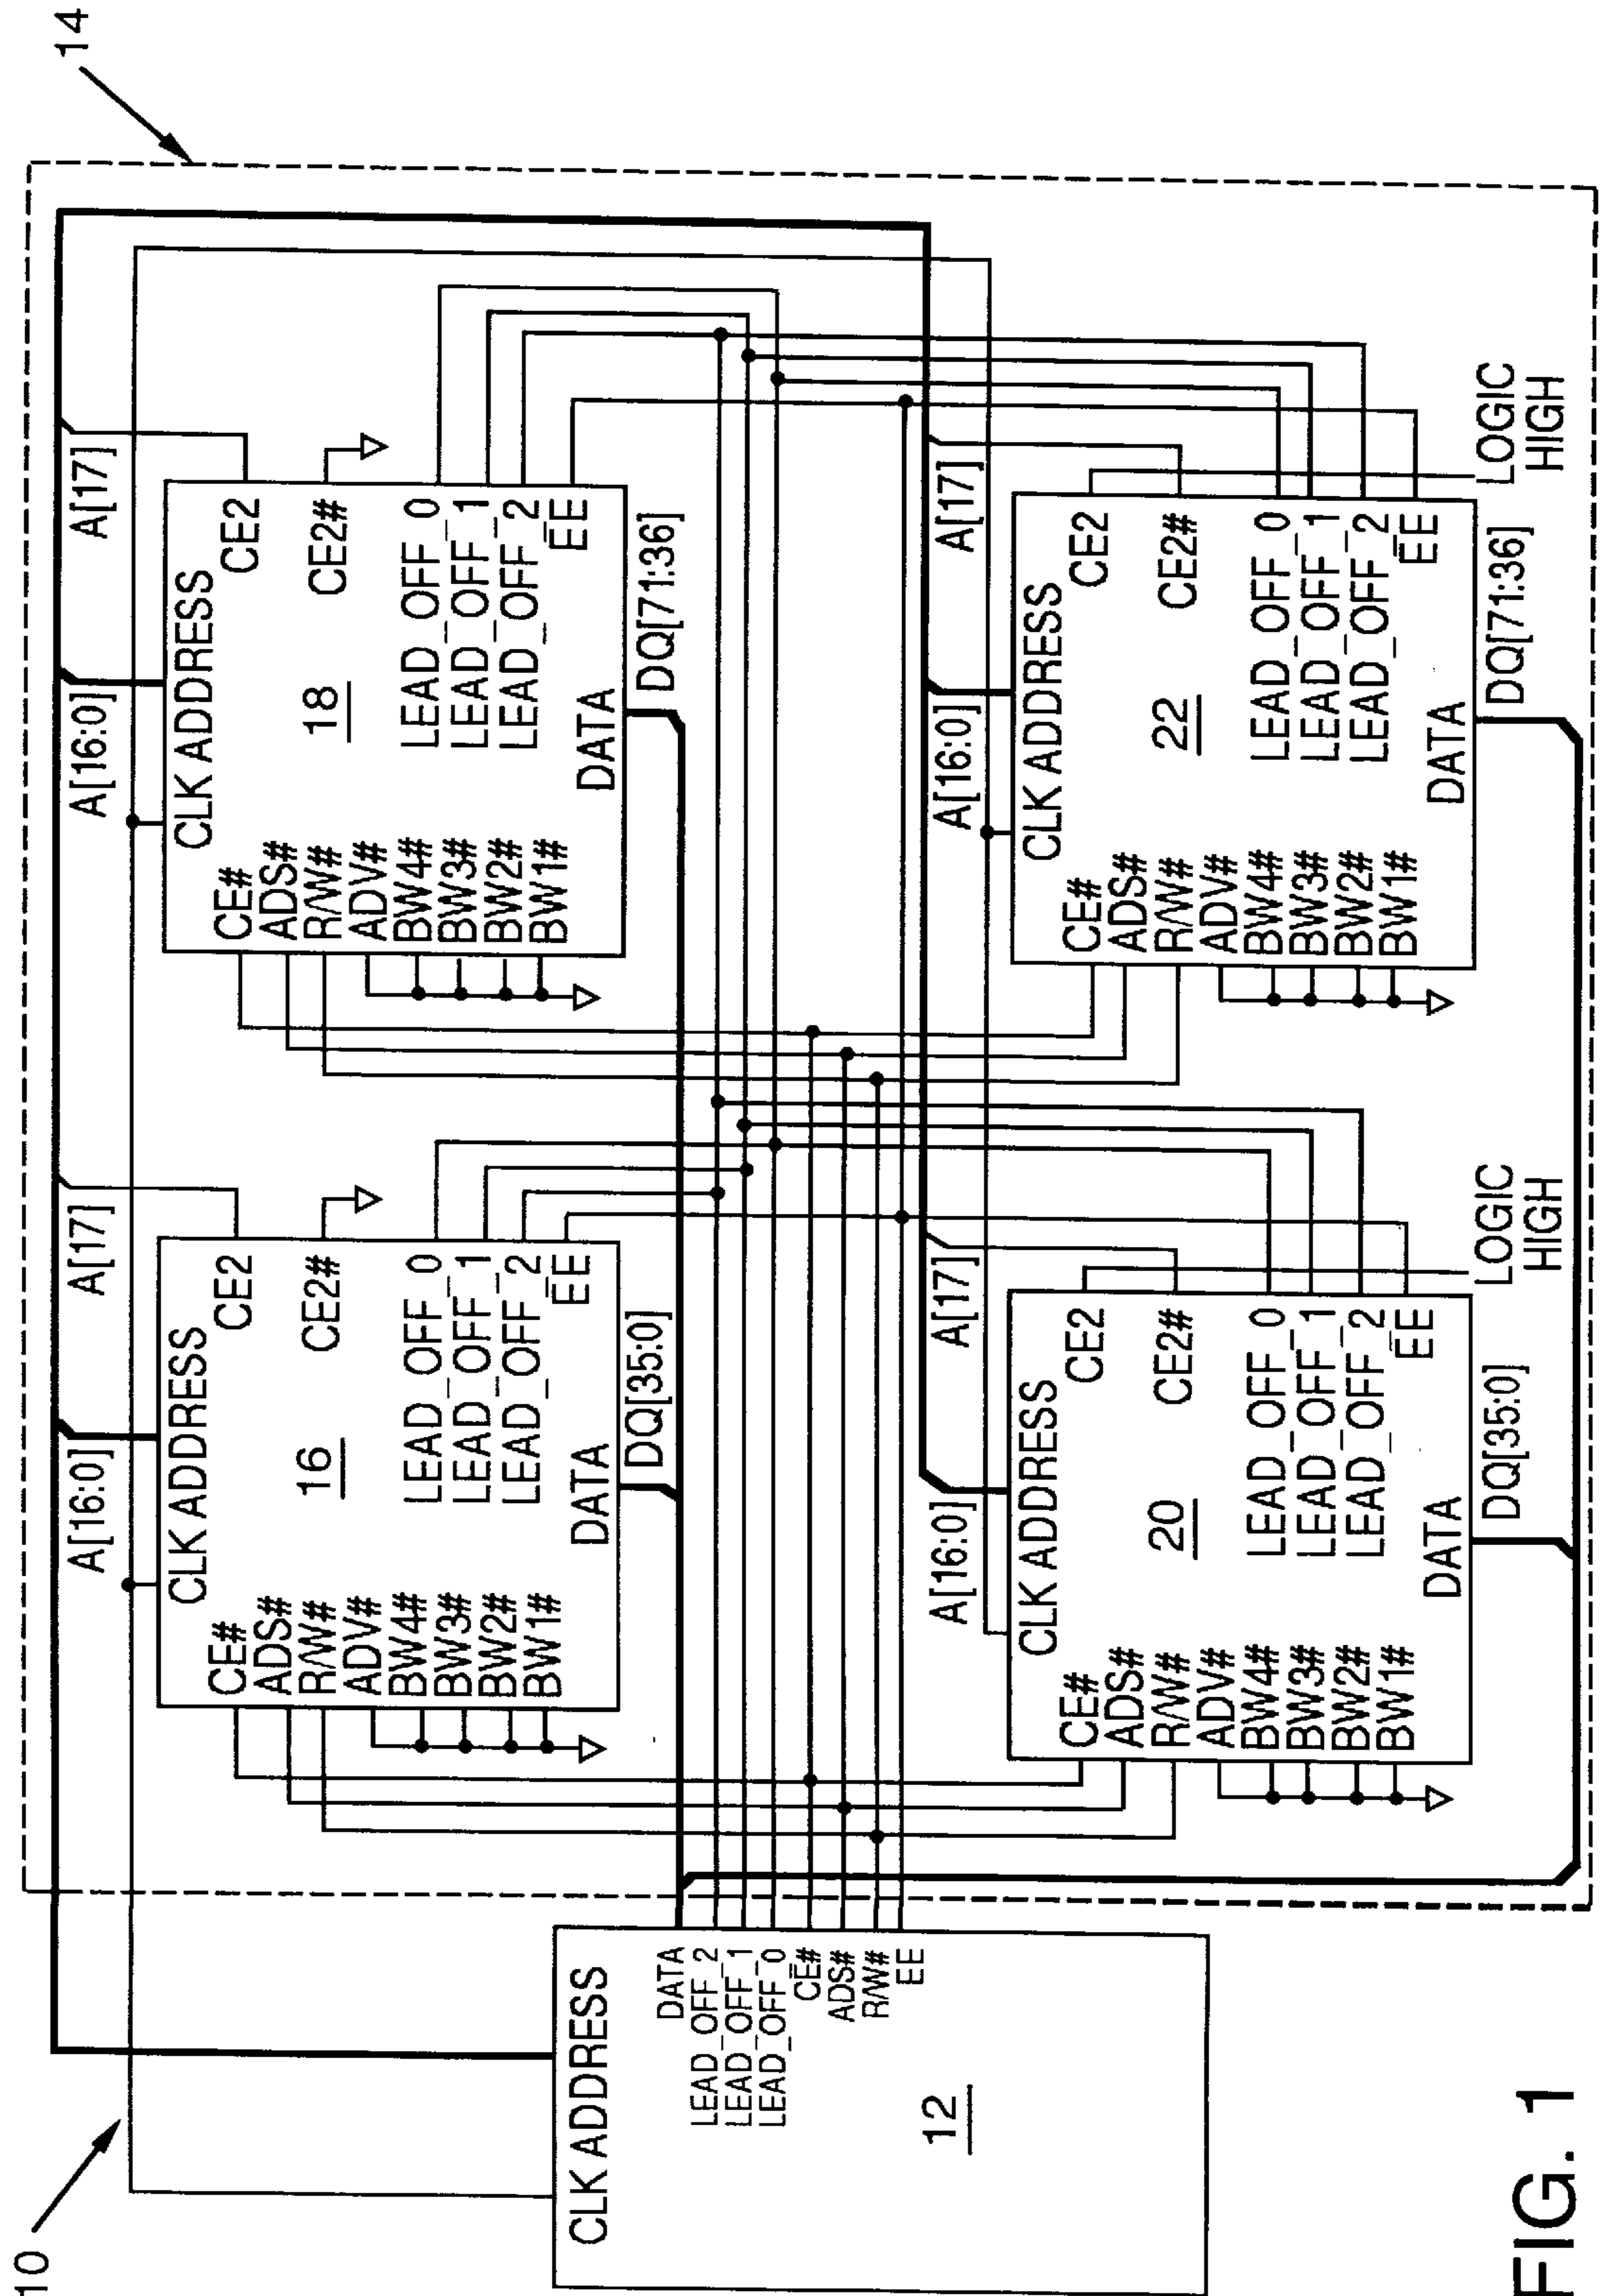 10
14
CLK ADDRESS
DATA
LEAD_OFF_2
LEAD_OFF_1
LEAD_OFF_0
CE#
ADS#
R/W#
EE
12
A[16:0]
A[17]
CLK ADDRESS
CE#
ADS#
R/W#
ADV#
BW4#
BW3#
BW2#
BW1#
16
CE2
CE2#
LEAD_OFF_0
LEAD_OFF_1
LEAD_OFF_2
EE
DATA
DQ[35:0]
A[16:0]
A[17]
CLK ADDRESS
CE#
ADS#
R/W#
ADV#
BW4#
BW3#
BW2#
BW1#
18
CE2
CE2#
LEAD_OFF_0
LEAD_OFF_1
LEAD_OFF_2
EE
DATA
DQ[71:36]
A[16:0]
A[17]
CLK ADDRESS
CE#
ADS#
R/W#
ADV#
BW4#
BW3#
BW2#
BW1#
20
CE2
CE2#
LEAD_OFF_0
LEAD_OFF_1
LEAD_OFF_2
EE
DATA
DQ[35:0]
LOGIC
HIGH
A[16:0]
A[17]
CLK ADDRESS
CE#
ADS#
R/W#
ADV#
BW4#
BW3#
BW2#
BW1#
22
CE2
CE2#
LEAD_OFF_0
LEAD_OFF_1
LEAD_OFF_2
EE
DATA
DQ[71:36]
LOGIC
HIGH
FIG. 1